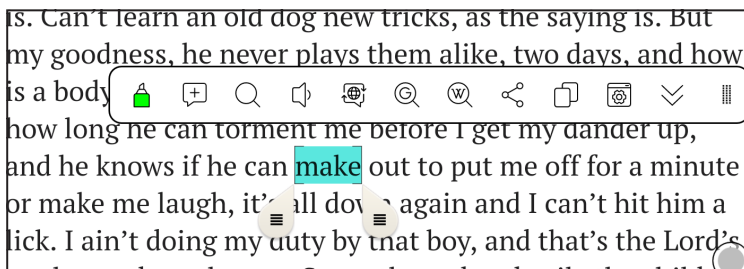 is. Can’t learn an old dog new tricks, as the saying is. But
my goodness, he never plays them alike, two days, and how
is a body
how long he can torment me before I get my dander up,
and he knows if he can make out to put me off for a minute
or make me laugh, it’s all down again and I can’t hit him a
lick. I ain’t doing my duty by that boy, and that’s the Lord’s